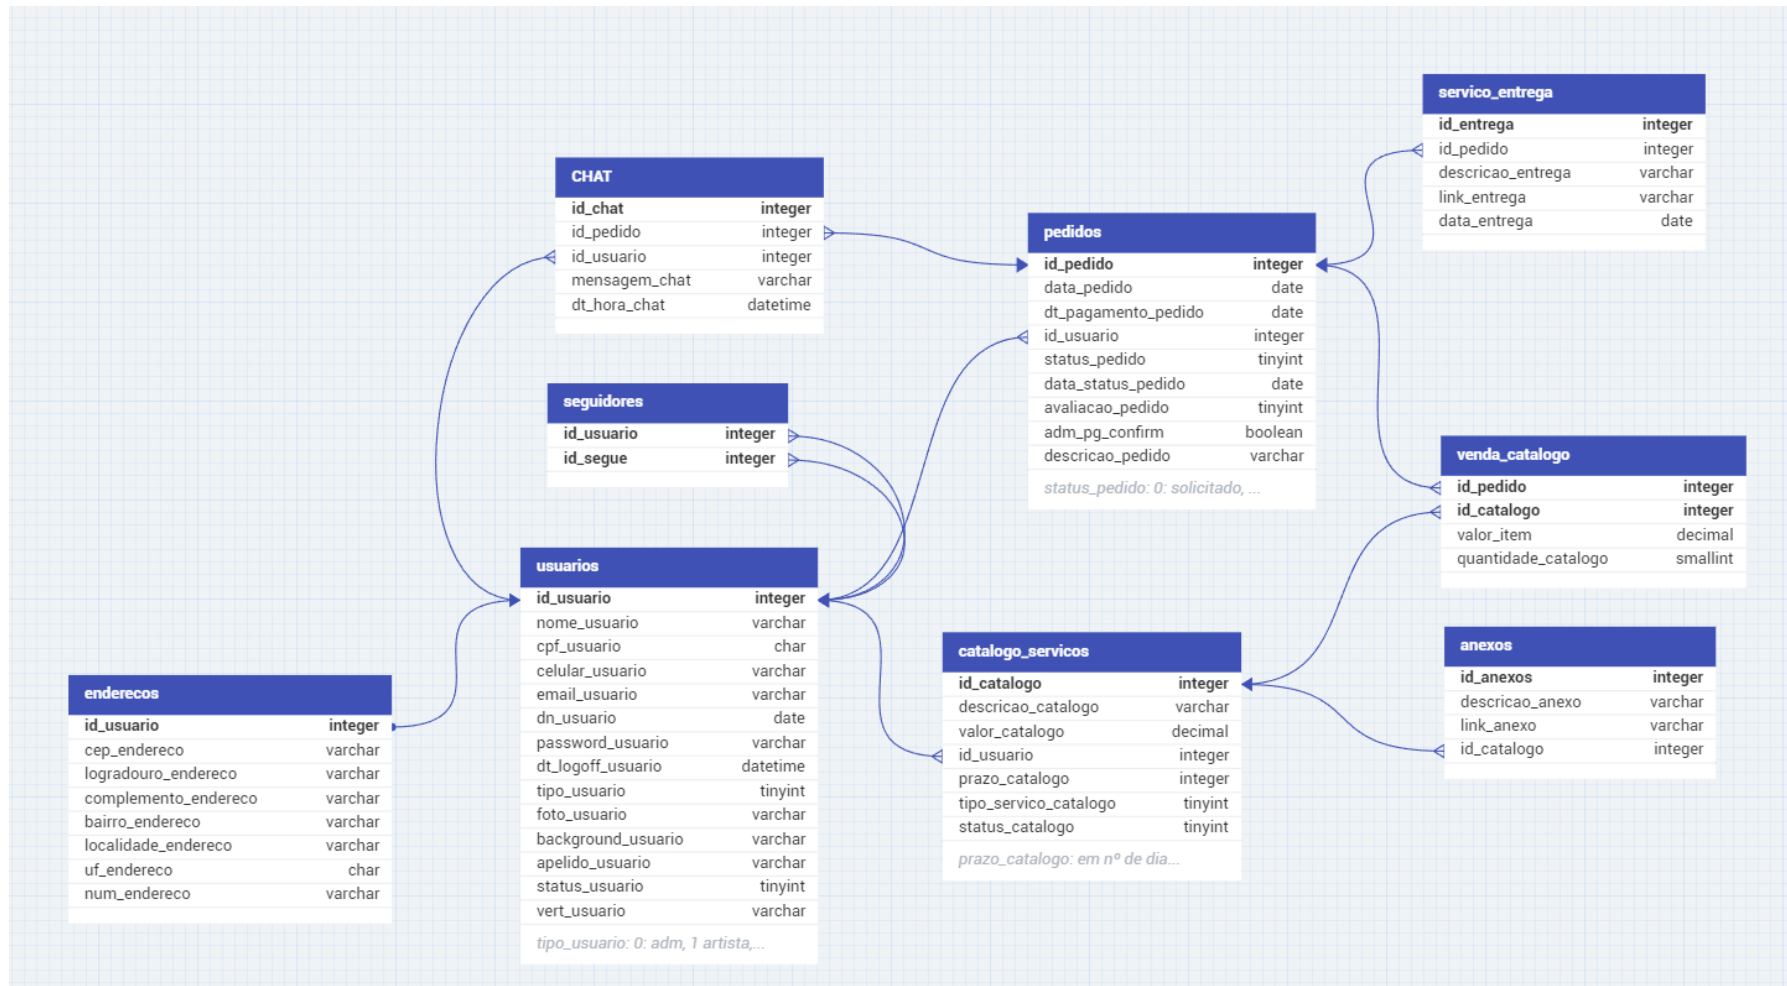 servico_entrega
id_entrega integer
id_pedido integer
descricao_entrega varchar
link_entrega varchar
data_entrega date
CHAT
id_chat integer
id_pedido integer
id_usuario integer
mensagem_chat varchar
dt_hora_chat datetime
pedidos
id_pedido integer
data_pedido date
dt_pagamento_pedido date
id_usuario integer
status_pedido tinyint
data_status_pedido date
avaliacao_pedido tinyint
adm_pg_confirm boolean
descricao_pedido varchar
status_pedido: 0: solicitado, ...
seguidores
id_usuario integer
id_segue integer
venda_catalogo
id_pedido integer
id_catalogo integer
valor_item decimal
quantidade_catalogo smallint
usuarios
id_usuario integer
nome_usuario varchar
cpf_usuario char
celular_usuario varchar
email_usuario varchar
dn_usuario date
password_usuario varchar
dt_logoff_usuario datetime
tipo_usuario tinyint
foto_usuario varchar
background_usuario varchar
apelido_usuario varchar
status_usuario tinyint
vert_usuario varchar
tipo_usuario: 0: adm, 1 artista,...
catalogo_servicos
id_catalogo integer
descricao_catalogo varchar
valor_catalogo decimal
id_usuario integer
prazo_catalogo integer
tipo_servico_catalogo tinyint
status_catalogo tinyint
prazo_catalogo: em nº de dia...
anexos
id_anexos integer
descricao_anexo varchar
link_anexo varchar
id_catalogo integer
enderecos
id_usuario integer
cep_endereco varchar
logradouro_endereco varchar
complemento_endereco varchar
bairro_endereco varchar
localidade_endereco varchar
uf_endereco char
num_endereco varchar